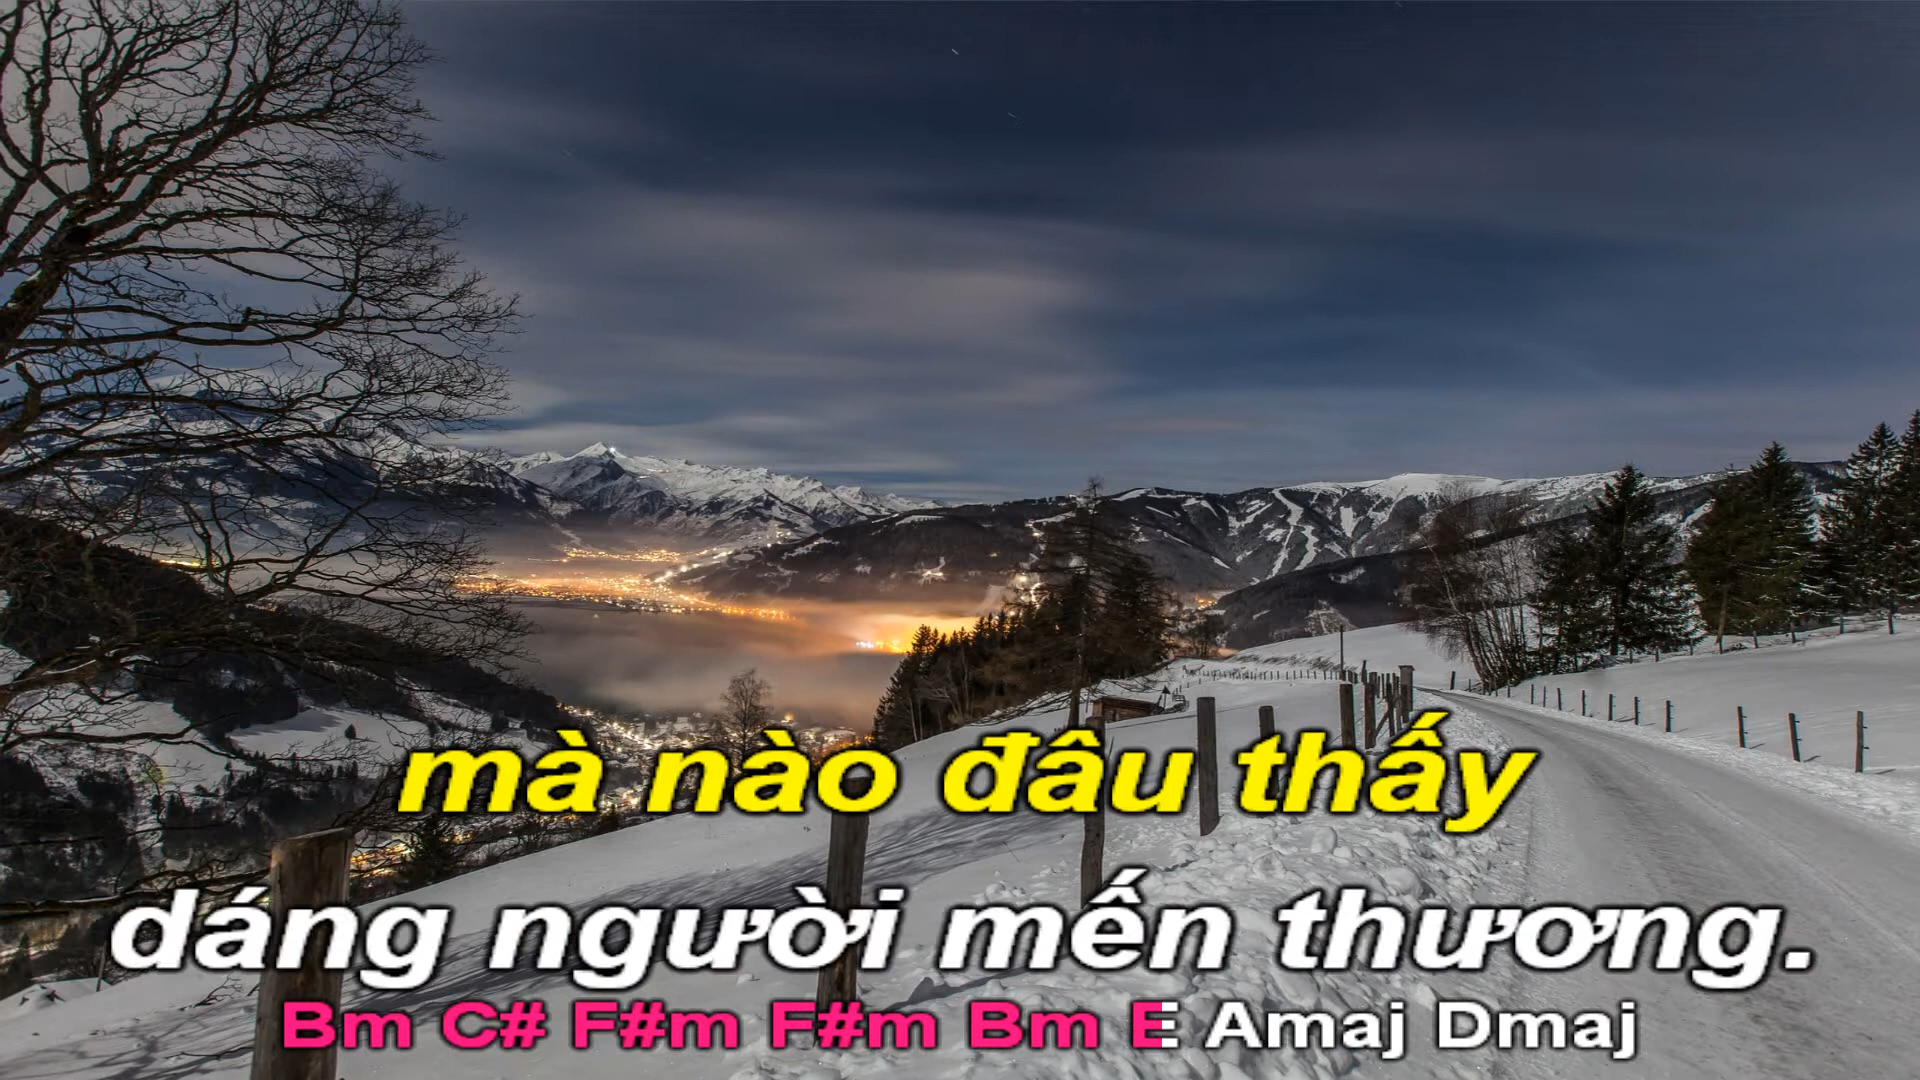 mà nào đâu thấy
dáng người mến thương.
Bm C# F#m F#m Bm E Amaj Dmaj